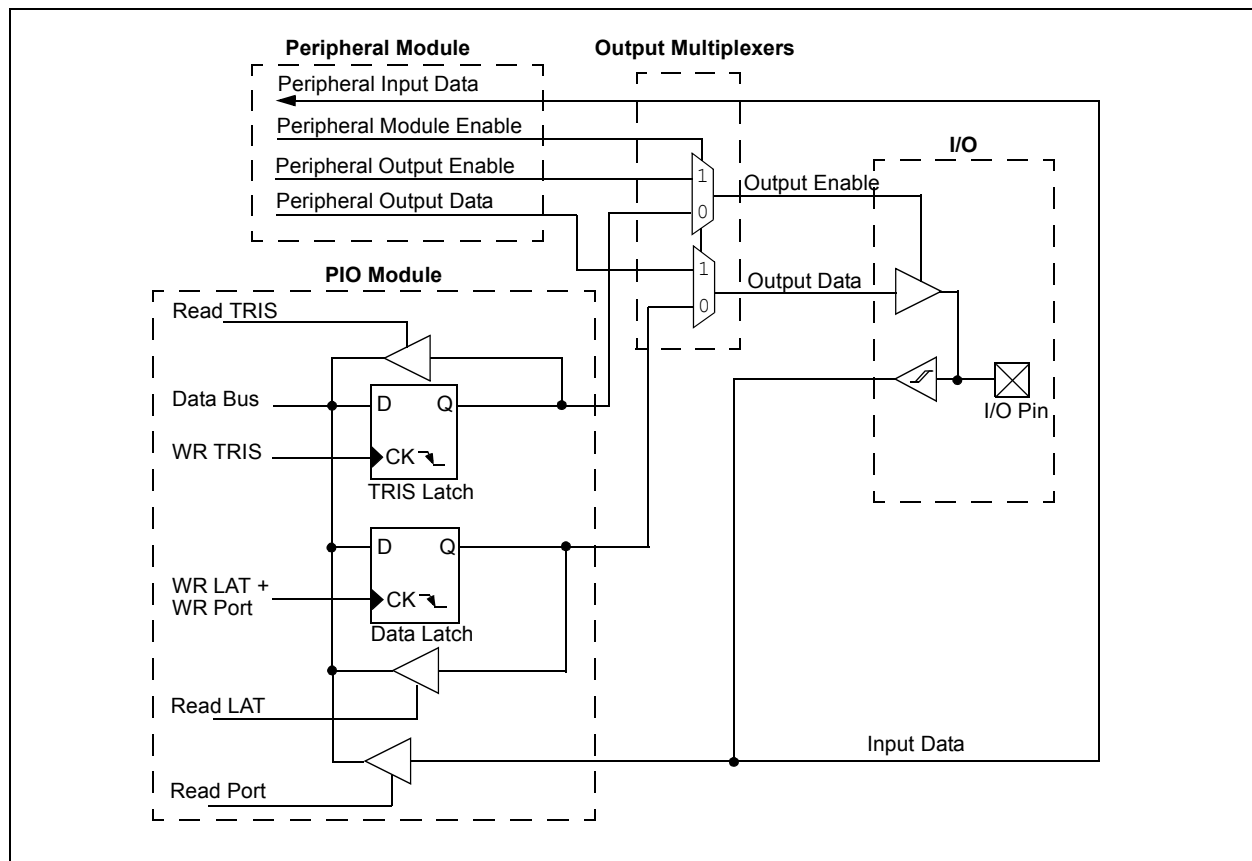 Peripheral Module
Output Multiplexers
Peripheral Input Data
Peripheral Module Enable
I/O
Peripheral Output Enable
1
Output Enable
Peripheral Output Data
0
PIO Module
1
Output Data
Read TRIS
0
Data Bus
D
Q
I/O Pin
WR TRIS
CK
TRIS Latch
D
Q
WR LAT +
WR Port
CK
Data Latch
Read LAT
Input Data
Read Port